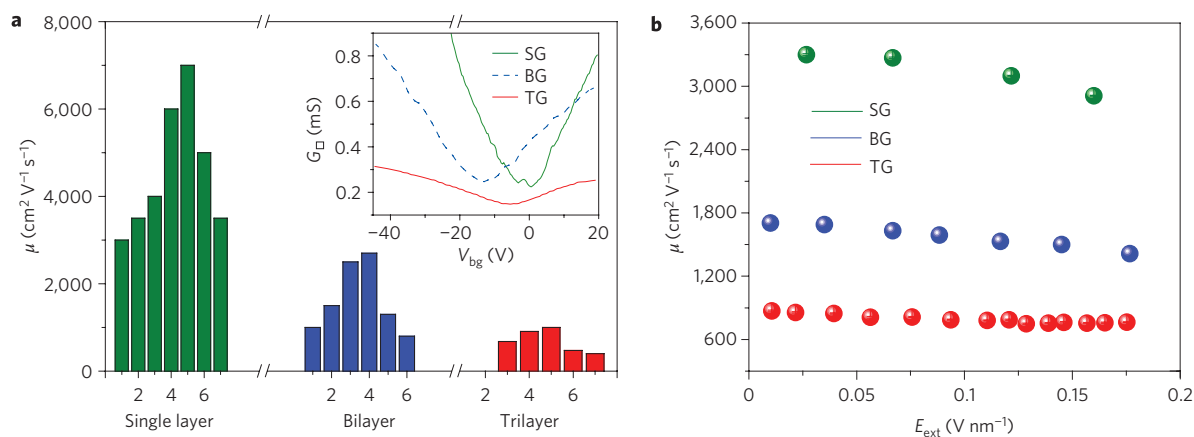 a
8,000
6,000
4,000
2,000
0
μ (cm² V⁻¹ s⁻¹)
2 4 6
Single layer
2 4 6
Bilayer
2 4 6
Trilayer
0.8
0.6
0.4
0.2
G□ (mS)
SG
BG
TG
−40 −20 0 20
V_bg (V)
b
3,600
3,000
2,400
1,800
1,200
600
μ (cm² V⁻¹ s⁻¹)
SG
BG
TG
0 0.05 0.10 0.15 0.2
E_ext (V nm⁻¹)